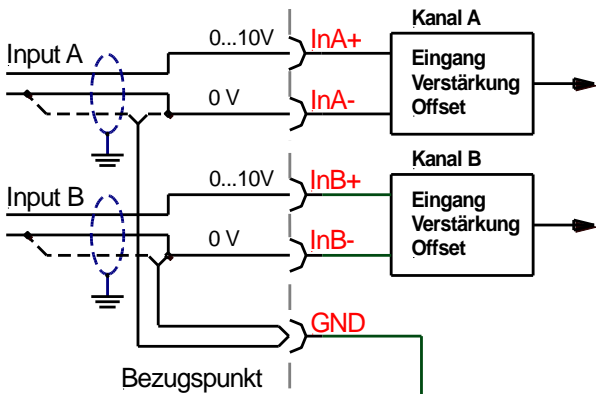 Kanal A
Input A
0...10V
InA+
Eingang
Verstärkung
Offset
0 V
InA-
Kanal B
Input B
0...10V
InB+
Eingang
Verstärkung
Offset
0 V
InB-
GND
Bezugspunkt